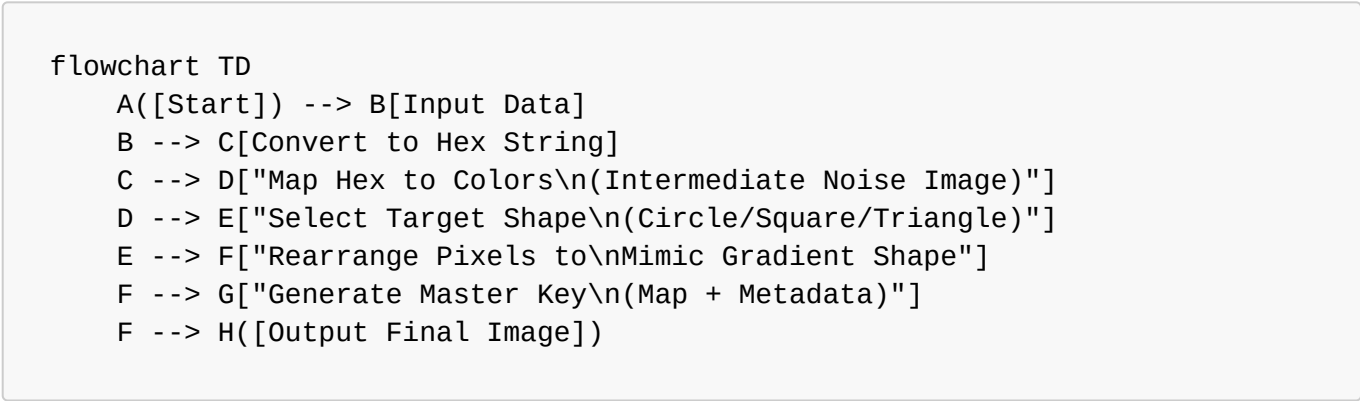 flowchart TD
    A([Start]) --> B[Input Data]
    B --> C[Convert to Hex String]
    C --> D["Map Hex to Colors\n(Intermediate Noise Image)"]
    D --> E["Select Target Shape\n(Circle/Square/Triangle)"]
    E --> F["Rearrange Pixels to\nMimic Gradient Shape"]
    F --> G["Generate Master Key\n(Map + Metadata)"]
    F --> H([Output Final Image])